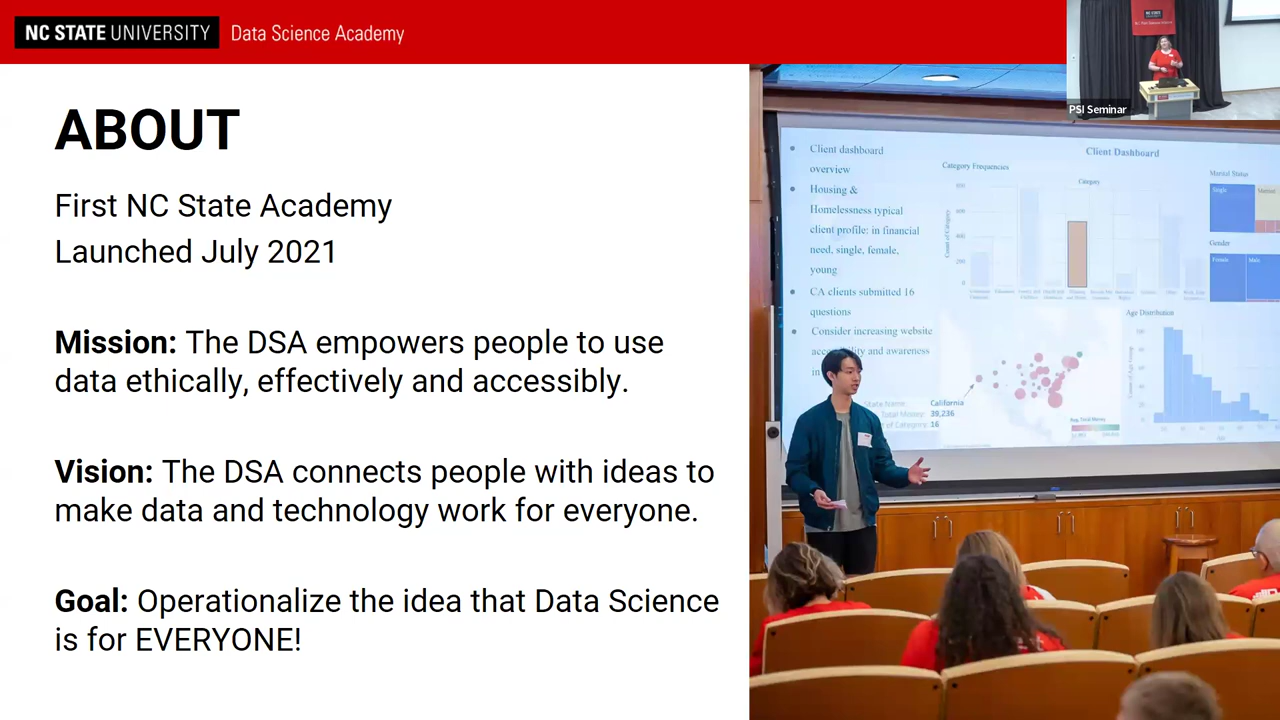 NC STATE UNIVERSITY Data Science Academy
PSI Seminar
ABOUT
First NC State Academy
Launched July 2021
Mission: The DSA empowers people to use
data ethically, effectively and accessibly.
Vision: The DSA connects people with ideas to
make data and technology work for everyone.
Goal: Operationalize the idea that Data Science
is for EVERYONE!
Client dashboard
overview
Housing &
Homelessness typical
client profile: in financial
need, single, female,
young
CA clients submitted 16
questions
Consider increasing website
and awareness
Client Dashboard
Category Frequencies
Category
Count of Category
Marital Status
Single
Married
Gender
Female
Male
Age Distribution
State Name:
California
Total Money:
39,236
of Category:
16